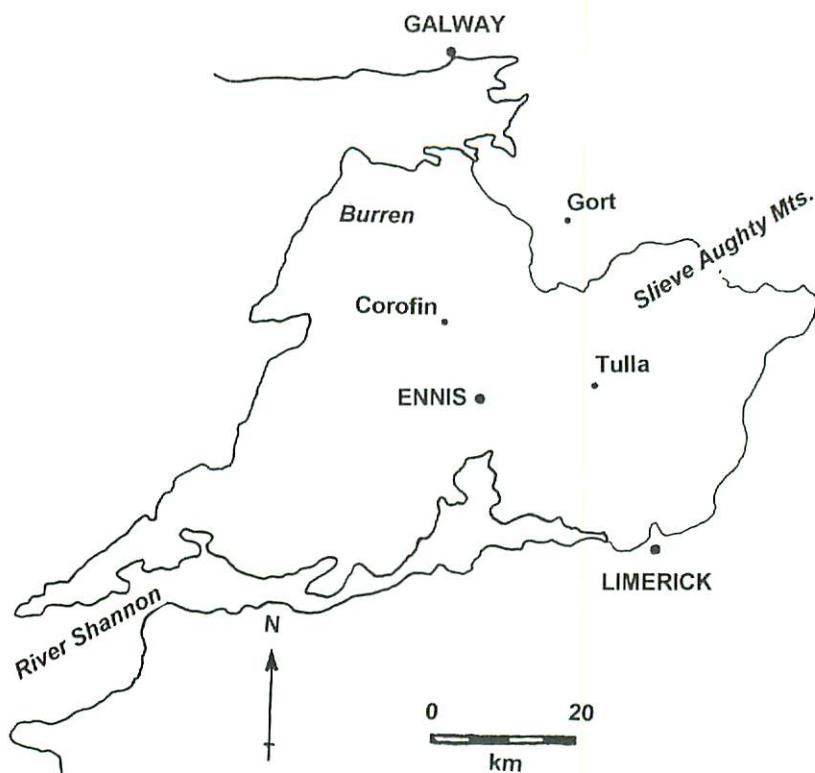 GALWAY
Gort
Burren
Slieve Aughty Mts.
Corofin
Tulla
ENNIS
LIMERICK
River Shannon
N
0 20
km